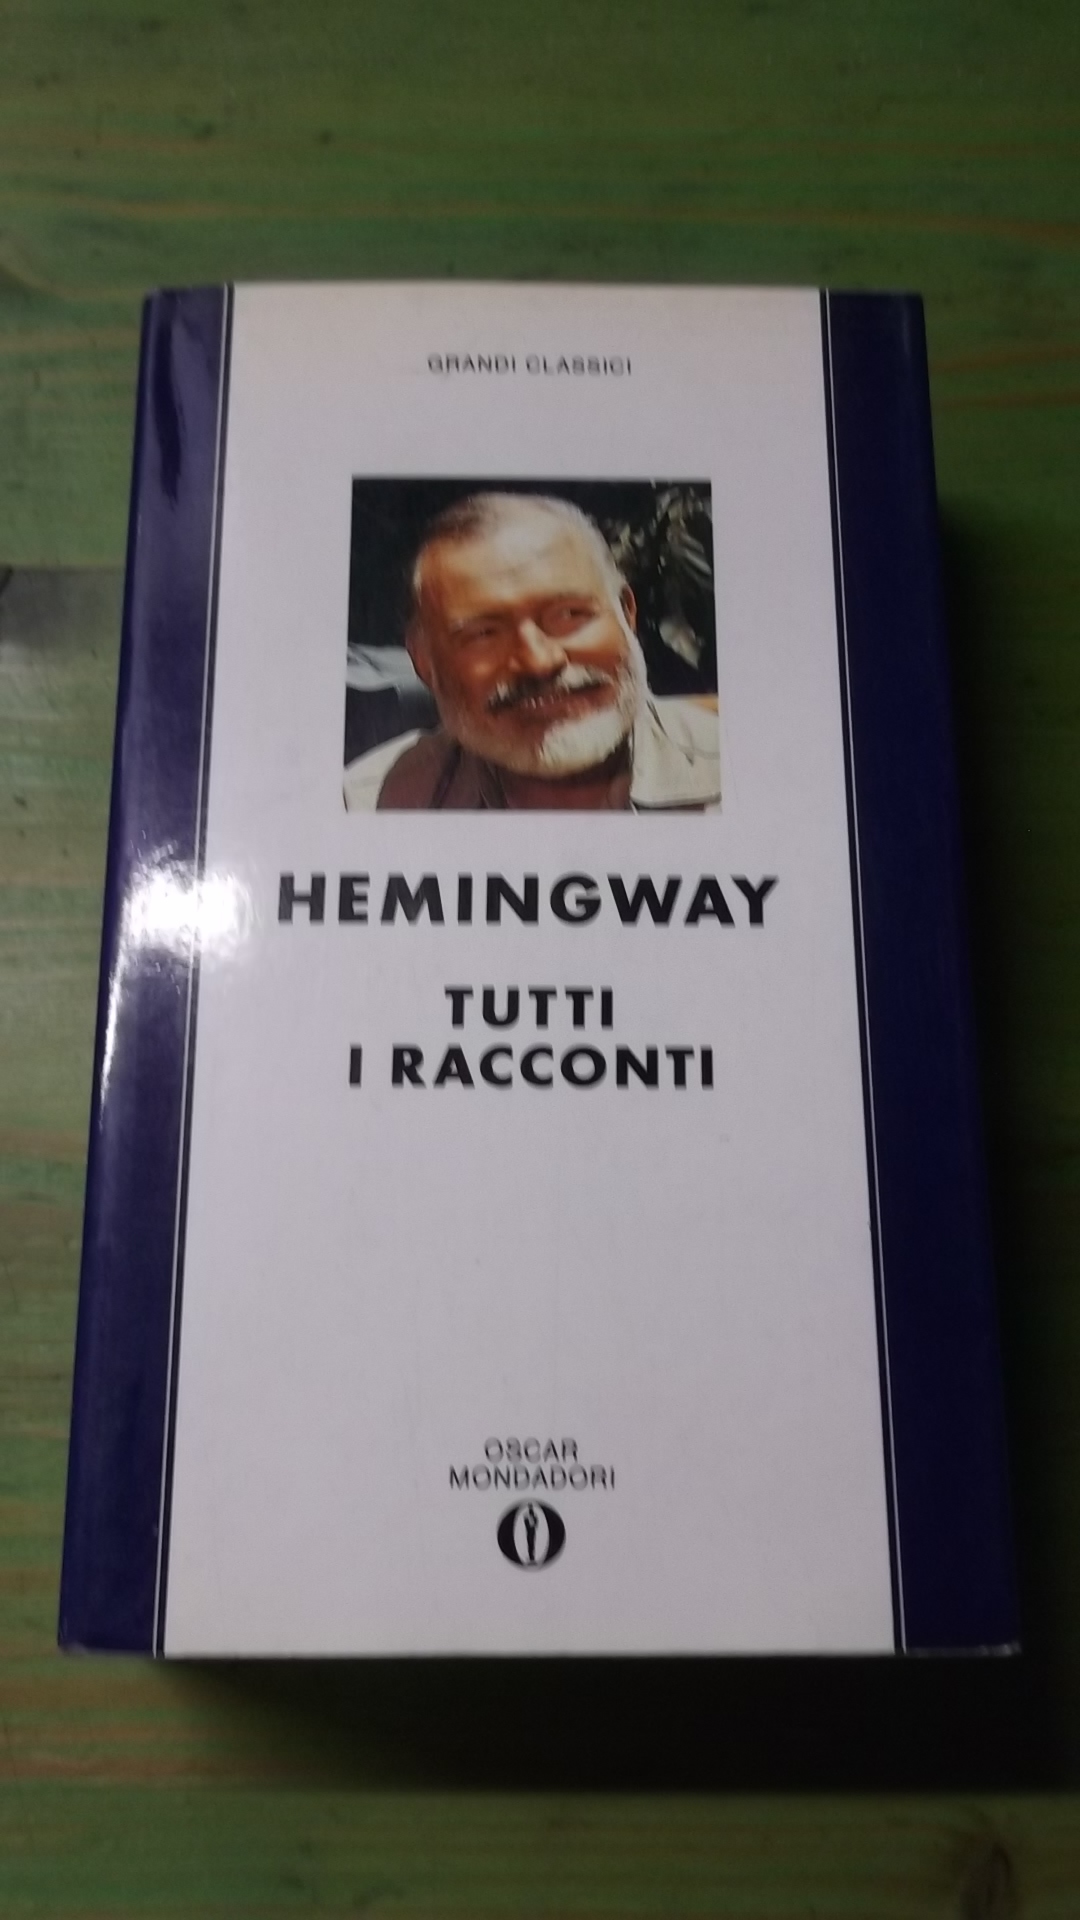 GRANDI CLASSICI
HEMINGWAY
TUTTI
I RACCONTI
OSCAR
MONDADORI